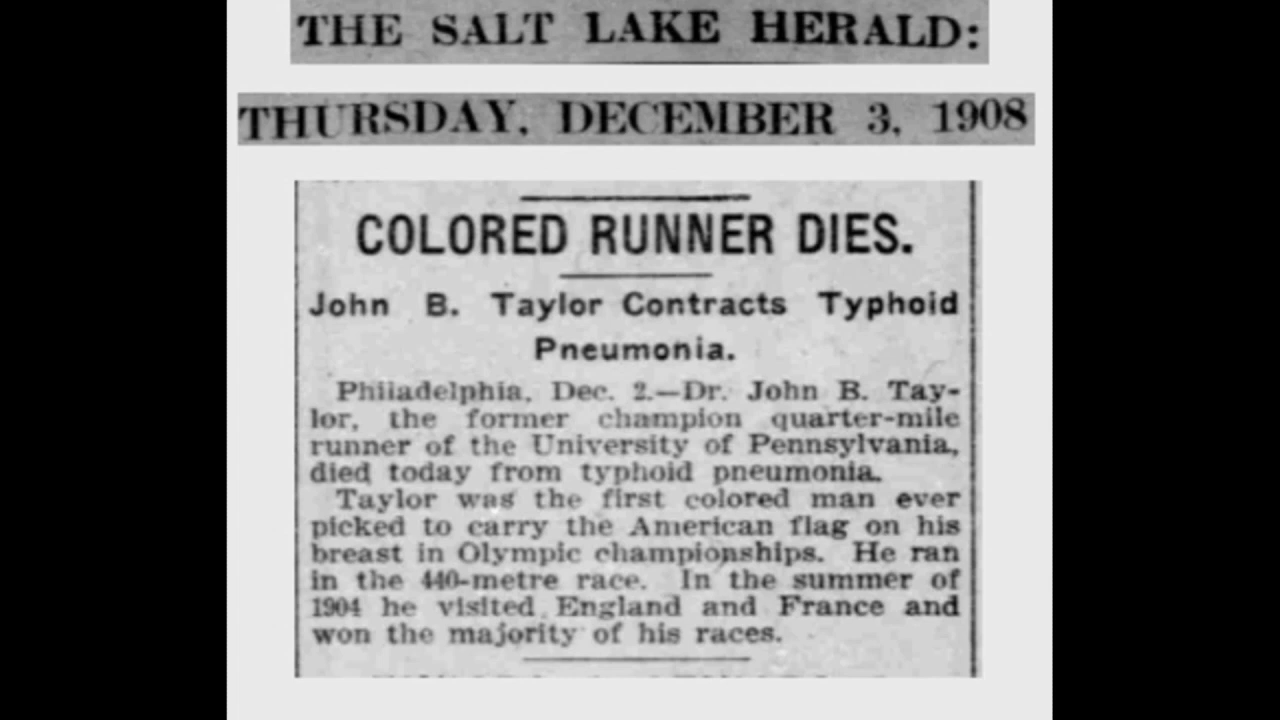 THE SALT LAKE HERALD:
THURSDAY, DECEMBER 3, 1908
COLORED RUNNER DIES.
John B. Taylor Contracts Typhoid
Pneumonia.
Philadelphia, Dec. 2.—Dr. John B. Tay-
lor, the former champion quarter-mile
runner of the University of Pennsylvania,
died today from typhoid pneumonia.
Taylor was the first colored man ever
picked to carry the American flag on his
breast in Olympic championships. He ran
in the 440-metre race. In the summer of
1904 he visited England and France and
won the majority of his races.